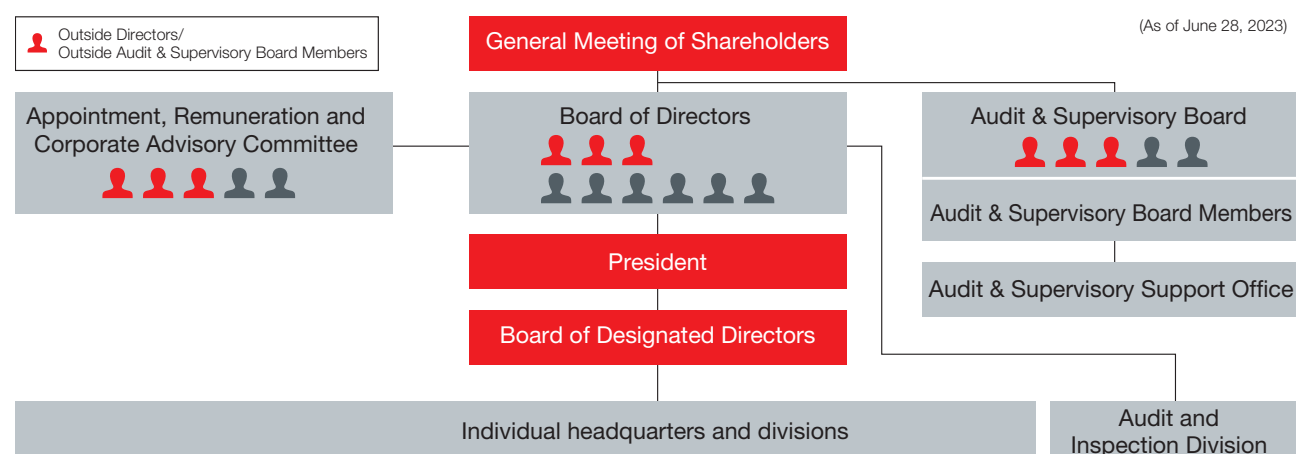 Outside Directors/
Outside Audit & Supervisory Board Members
General Meeting of Shareholders
(As of June 28, 2023)
Appointment, Remuneration and
Corporate Advisory Committee
Board of Directors
Audit & Supervisory Board
Audit & Supervisory Board Members
President
Audit & Supervisory Support Office
Board of Designated Directors
Individual headquarters and divisions
Audit and
Inspection Division